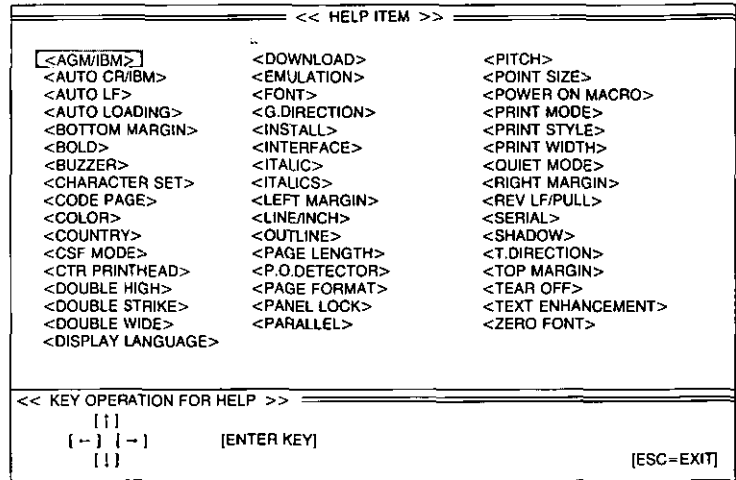 << HELP ITEM >>
<AGM/IBM> <DOWNLOAD> <PITCH>
<AUTO CR/IBM> <EMULATION> <POINT SIZE>
<AUTO LF> <FONT> <POWER ON MACRO>
<AUTO LOADING> <G.DIRECTION> <PRINT MODE>
<BOTTOM MARGIN> <INSTALL> <PRINT STYLE>
<BOLD> <INTERFACE> <PRINT WIDTH>
<BUZZER> <ITALIC> <QUIET MODE>
<CHARACTER SET> <ITALICS> <RIGHT MARGIN>
<CODE PAGE> <LEFT MARGIN> <REV LF/PULL>
<COLOR> <LINE/INCH> <SERIAL>
<COUNTRY> <OUTLINE> <SHADOW>
<CSF MODE> <PAGE LENGTH> <T.DIRECTION>
<CTR PRINTHEAD> <P.O.DETECTOR> <TOP MARGIN>
<DOUBLE HIGH> <PAGE FORMAT> <TEAR OFF>
<DOUBLE STRIKE> <PANEL LOCK> <TEXT ENHANCEMENT>
<DOUBLE WIDE> <PARALLEL> <ZERO FONT>
<DISPLAY LANGUAGE>
<< KEY OPERATION FOR HELP >>
[↑]
[←] [→] [ENTER KEY]
[↓] [ESC=EXIT]